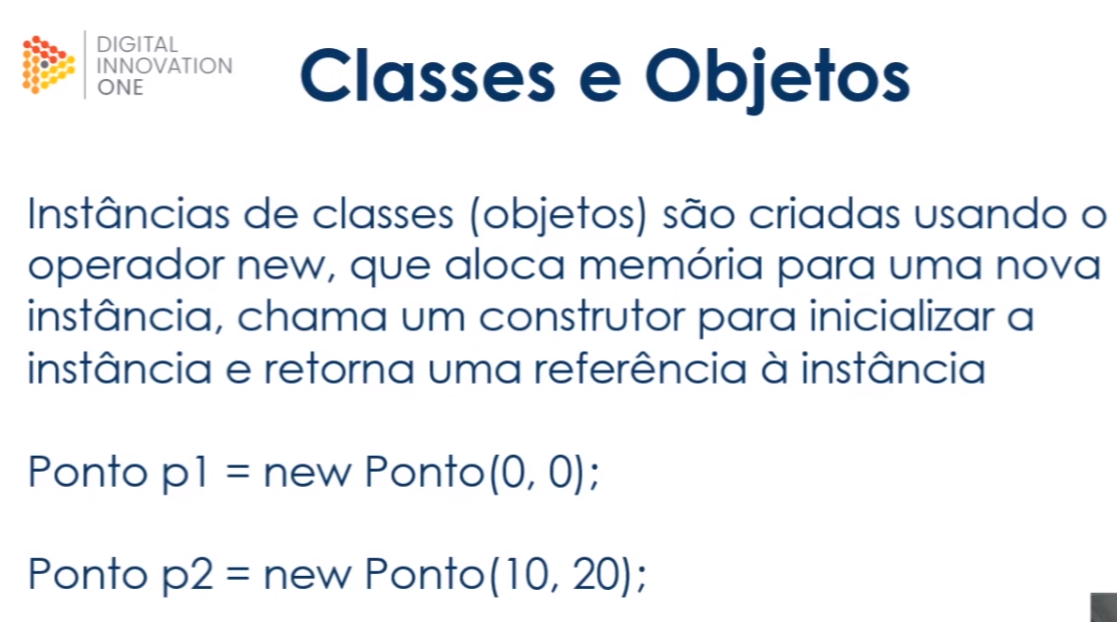 DIGITAL
INNOVATION
ONE
Classes e Objetos
Instâncias de classes (objetos) são criadas usando o
operador new, que aloca memória para uma nova
instância, chama um construtor para inicializar a
instância e retorna uma referência à instância
Ponto p1 = new Ponto(0, 0);
Ponto p2 = new Ponto(10, 20);